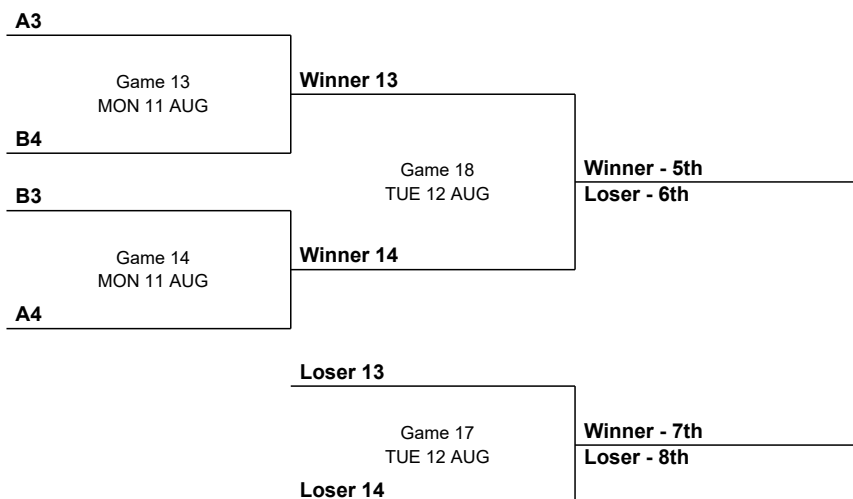 A3
Game 13
MON 11 AUG
Winner 13
B4
Game 18
TUE 12 AUG
Winner - 5th
Loser - 6th
B3
Game 14
MON 11 AUG
Winner 14
A4
Loser 13
Game 17
TUE 12 AUG
Winner - 7th
Loser - 8th
Loser 14